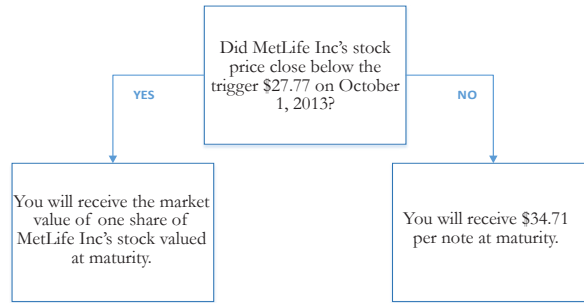 Did MetLife Inc's stock
price close below the
trigger $27.77 on October
1, 2013?
YES
NO
You will receive the market
value of one share of
MetLife Inc's stock valued
at maturity.
You will receive $34.71
per note at maturity.